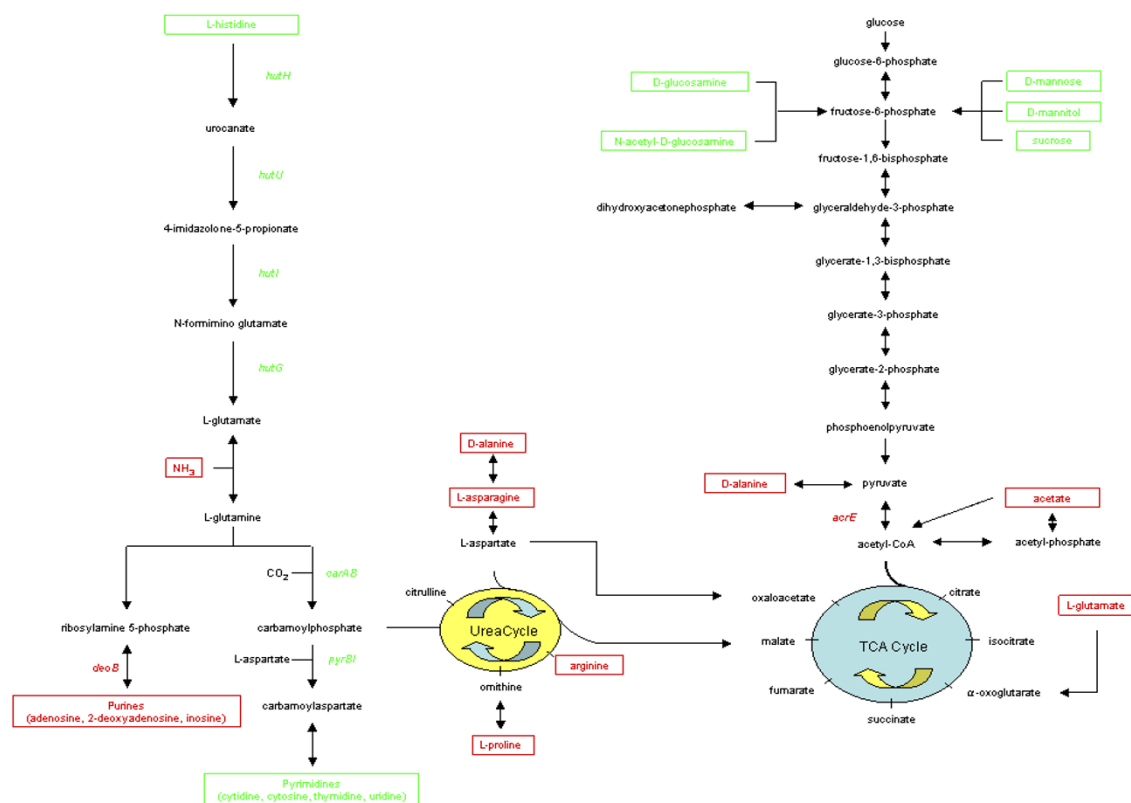 L-histidine
hutH
urocanate
hutU
4-imidazolone-5-propionate
hutI
N-formimino glutamate
hutG
L-glutamate
NH3
L-glutamine
CO2
carAB
ribosylamine 5-phosphate
carbamoylphosphate
deoB
L-aspartate
pyrBI
Purines
(adenosine, 2-deoxyadenosine, inosine)
carbamoylaspartate
Pyrimidines
(cytidine, cytosine, thymidine, uridine)
D-alanine
L-asparagine
L-aspartate
citrulline
UreaCycle
arginine
ornithine
L-proline
glucose
glucose-6-phosphate
D-glucosamine
D-mannose
fructose-6-phosphate
D-mannitol
N-acetyl-D-glucosamine
sucrose
fructose-1,6-bisphosphate
dihydroxyacetonephosphate
glyceraldehyde-3-phosphate
glycerate-1,3-bisphosphate
glycerate-3-phosphate
glycerate-2-phosphate
phosphoenolpyruvate
D-alanine
pyruvate
acetate
acrE
acetyl-CoA
acetyl-phosphate
oxaloacetate
citrate
L-glutamate
malate
TCA Cycle
isocitrate
fumarate
α-oxoglutarate
succinate